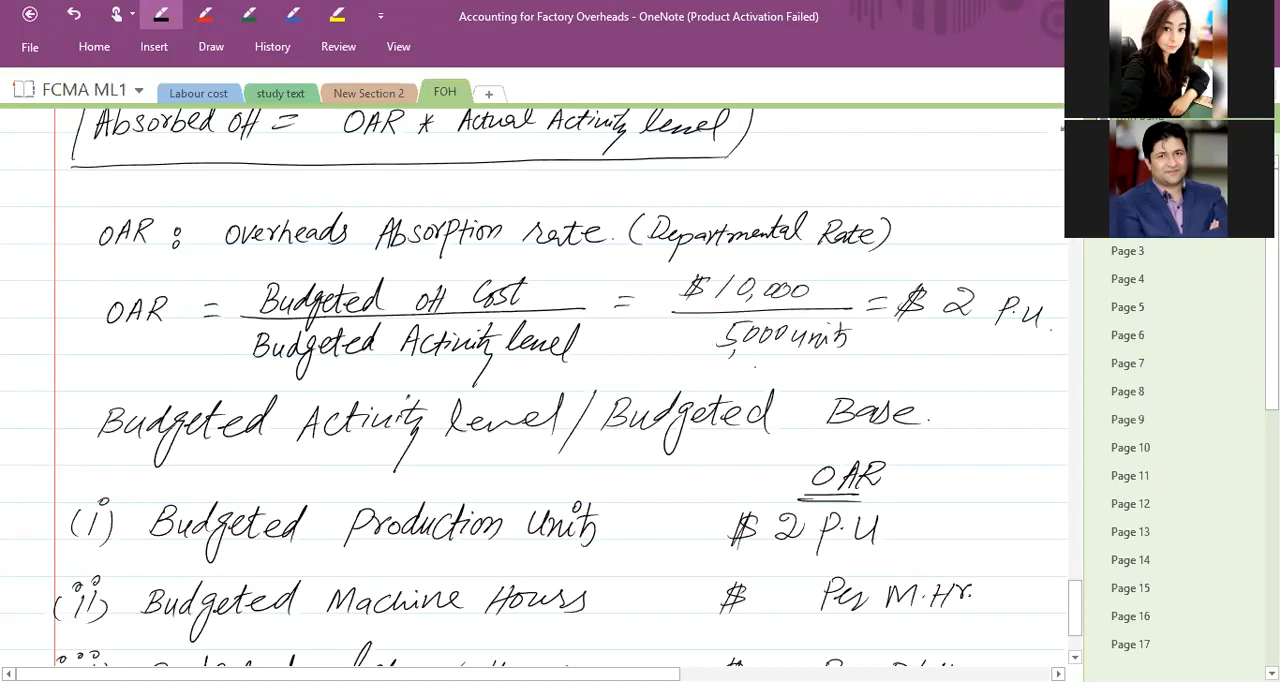 Accounting for Factory Overheads - OneNote (Product Activation Failed)
File Home Insert Draw History Review View
FCMA ML1 Labour cost study text New Section 2 FOH
Absorbed OH = OAR * Actual Activity level
OAR : Overheads Absorption rate. (Departmental Rate)
OAR = Budgeted OH Cost / Budgeted Activity level = $ 10,000 / 5,000 units = $ 2 P.U.
Budgeted Activity level / Budgeted Base.
OAR
(i) Budgeted Production Units $ 2 P.U
(ii) Budgeted Machine Hours $ Per M.Hr.
Page 3
Page 4
Page 5
Page 6
Page 7
Page 8
Page 9
Page 10
Page 11
Page 12
Page 13
Page 14
Page 15
Page 16
Page 17